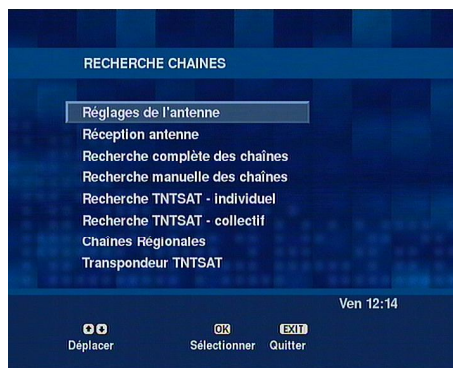 RECHERCHE CHAINES
Réglages de l'antenne
Réception antenne
Recherche complète des chaînes
Recherche manuelle des chaînes
Recherche TNTSAT - individuel
Recherche TNTSAT - collectif
Chaînes Régionales
Transpondeur TNTSAT
Ven 12:14
OK EXIT
Déplacer Sélectionner Quitter